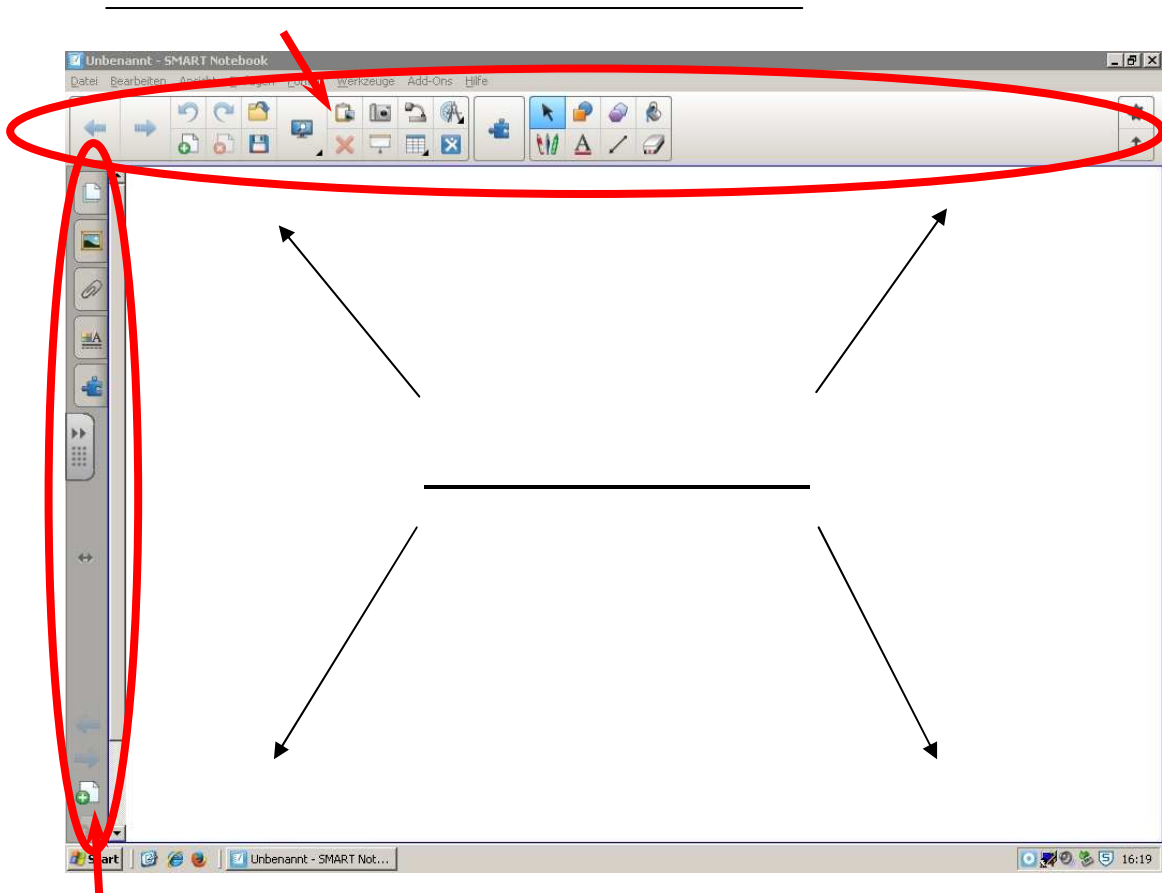 Unbenannt - SMART Notebook
Datei Bearbeiten Werkzeuge Add-Ons Hilfe
A
A
Start Unbenannt - SMART Not... 16:19